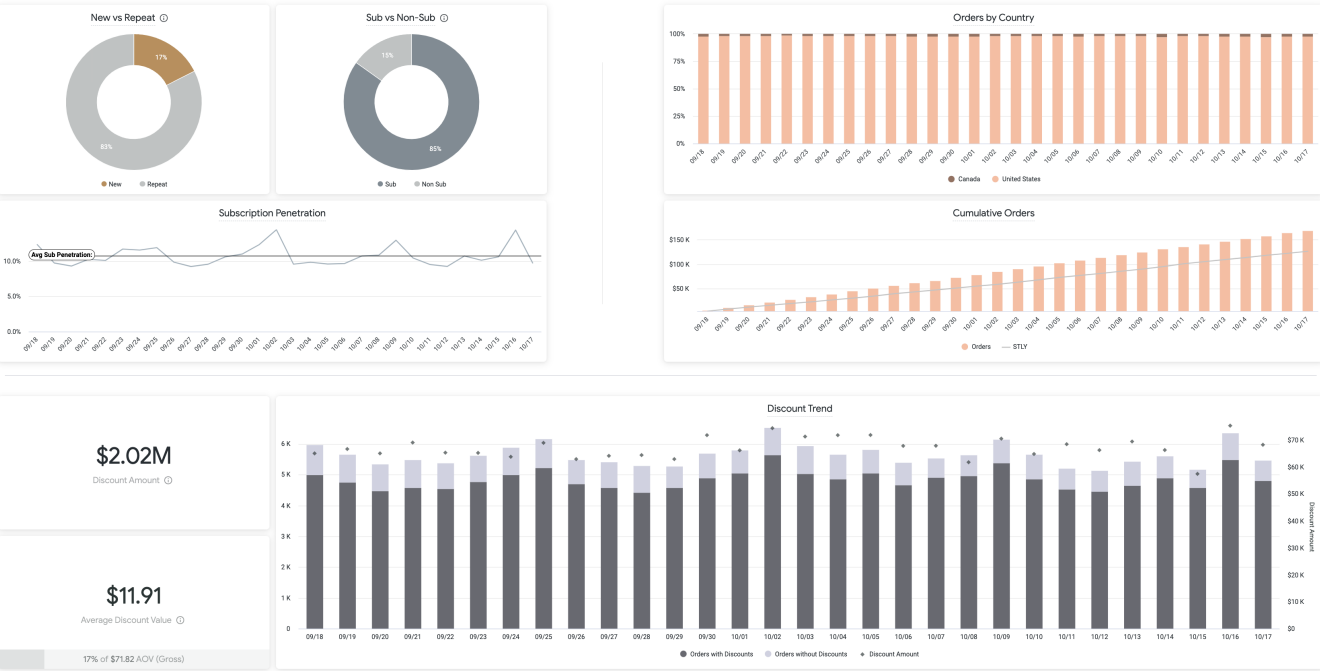 New vs Repeat
17%
83%
New Repeat
Sub vs Non-Sub
15%
85%
Sub Non Sub
Orders by Country
100%
75%
50%
25%
0%
09/18 09/19 09/20 09/21 09/22 09/23 09/24 09/25 09/26 09/27 09/28 09/29 09/30 10/01 10/02 10/03 10/04 10/05 10/06 10/07 10/08 10/09 10/10 10/11 10/12 10/13 10/14 10/15 10/16 10/17
Canada United States
Subscription Penetration
Avg Sub Penetration:
10.0%
5.0%
0.0%
09/18 09/19 09/20 09/21 09/22 09/23 09/24 09/25 09/26 09/27 09/28 09/29 09/30 10/01 10/02 10/03 10/04 10/05 10/06 10/07 10/08 10/09 10/10 10/11 10/12 10/13 10/14 10/15 10/16 10/17
Cumulative Orders
$150 K
$100 K
$50 K
09/18 09/19 09/20 09/21 09/22 09/23 09/24 09/25 09/26 09/27 09/28 09/29 09/30 10/01 10/02 10/03 10/04 10/05 10/06 10/07 10/08 10/09 10/10 10/11 10/12 10/13 10/14 10/15 10/16 10/17
Orders STLY
$2.02M
Discount Amount
$11.91
Average Discount Value
17% of $71.82 AOV (Gross)
Discount Trend
6 K
5 K
4 K
3 K
2 K
1 K
0
$70 K
$60 K
$50 K
$40 K
$30 K
$20 K
$10 K
$0
Discount Amount
09/18 09/19 09/20 09/21 09/22 09/23 09/24 09/25 09/26 09/27 09/28 09/29 09/30 10/01 10/02 10/03 10/04 10/05 10/06 10/07 10/08 10/09 10/10 10/11 10/12 10/13 10/14 10/15 10/16 10/17
Orders with Discounts Orders without Discounts Discount Amount